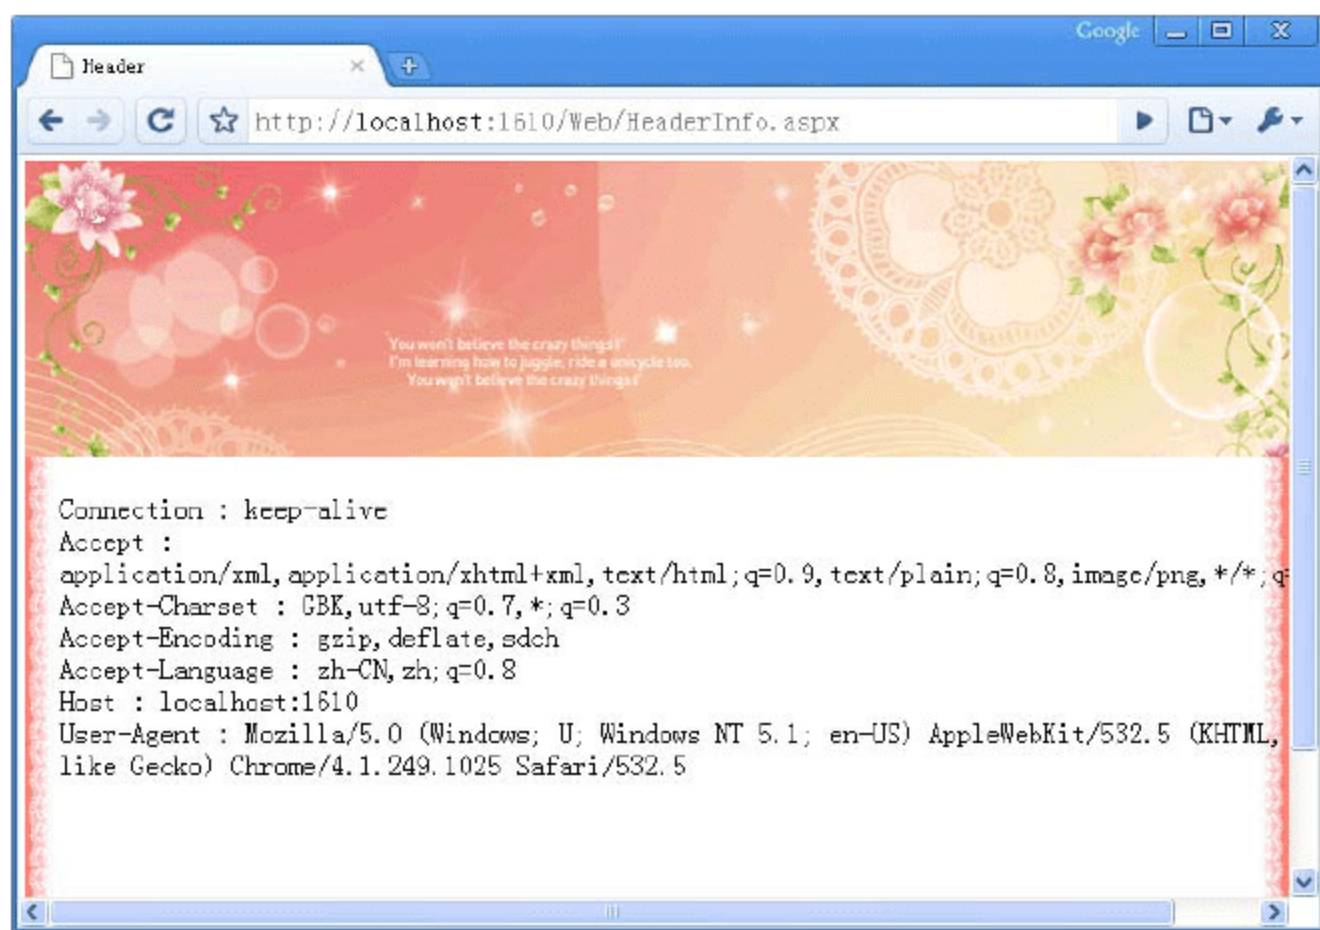 Google
Header
http://localhost:1610/Web/HeaderInfo.aspx
You won't believe the crazy things!
I'm learning how to juggle, ride a unicycle too.
You won't believe the crazy things!
Connection : keep-alive
Accept :
application/xml,application/xhtml+xml,text/html;q=0.9,text/plain;q=0.8,image/png,*/*;q=
Accept-Charset : GBK,utf-8;q=0.7,*;q=0.3
Accept-Encoding : gzip,deflate,sdch
Accept-Language : zh-CN,zh;q=0.8
Host : localhost:1610
User-Agent : Mozilla/5.0 (Windows; U; Windows NT 5.1; en-US) AppleWebKit/532.5 (KHTML,
like Gecko) Chrome/4.1.249.1025 Safari/532.5